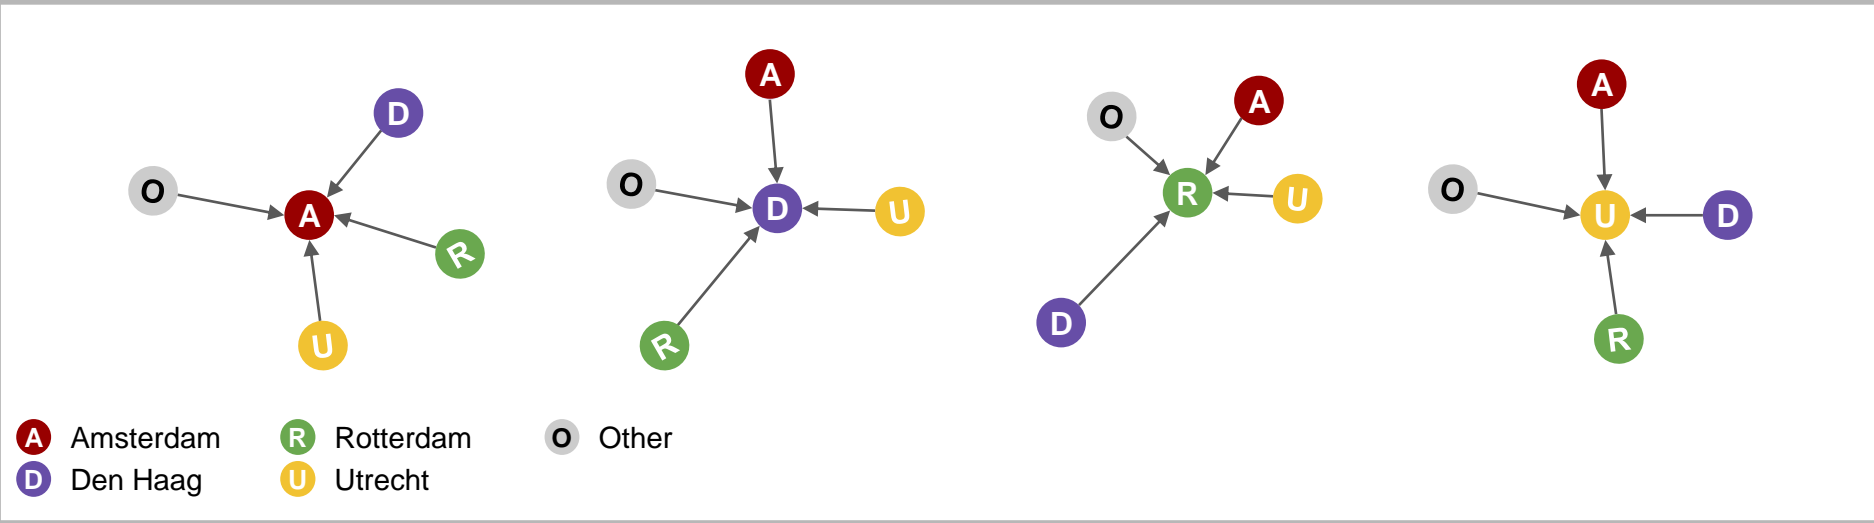 A
D
A
O
A
D
O
A
O
R
U
O
A
R
O
D
U
U
D
R
D
U
R
R
A Amsterdam R Rotterdam O Other
D Den Haag U Utrecht